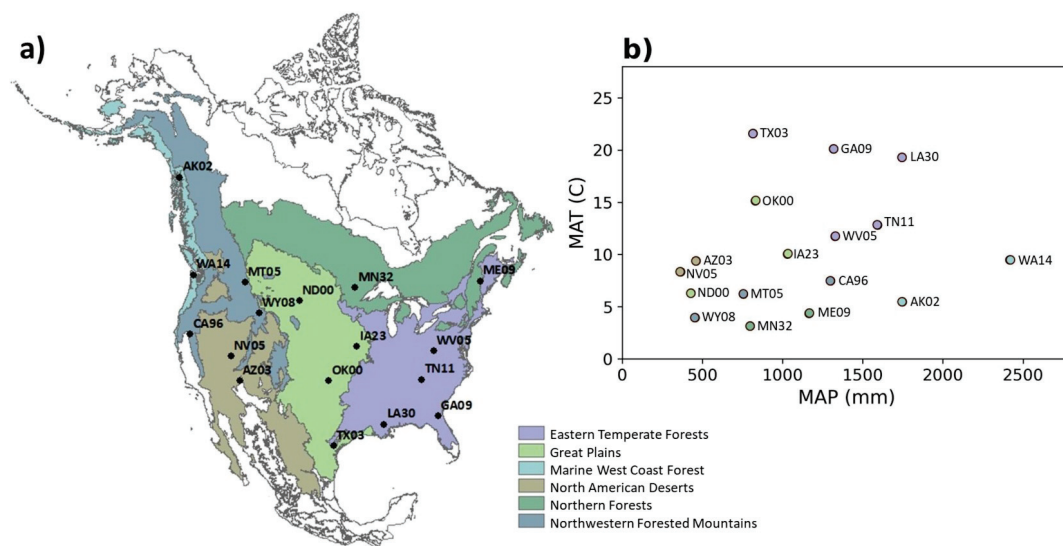 a)
AK02
WA14
MT05
MN32
ME09
WY08
ND00
CA96
IA23
WV05
NV05
AZ03
OK00
TN11
GA09
LA30
TX03
Eastern Temperate Forests
Great Plains
Marine West Coast Forest
North American Deserts
Northern Forests
Northwestern Forested Mountains
b)
25
20
15
10
5
0
MAT (C)
TX03
GA09
LA30
OK00
TN11
WV05
IA23
AZ03
WA14
NV05
CA96
ND00
MT05
AK02
WY08
ME09
MN32
0 500 1000 1500 2000 2500
MAP (mm)